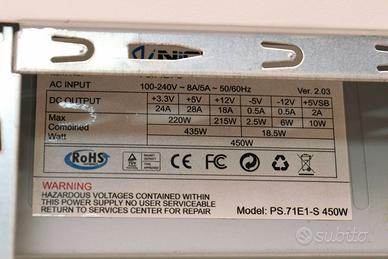 AC INPUT 100-240V ~ 8A/5A ~ 50/60Hz Ver. 2.03
DC OUTPUT +3.3V +5V +12V -5V -12V +5VSB
24A 28A 18A 0.5A 0.5A 2A
Max 220W 215W 2.5W 6W 10W
Combined 435W 18.5W
Watt 450W
RoHS FC CE
WARNING
HAZARDOUS VOLTAGES CONTAINED WITHIN
THIS POWER SUPPLY NO USER SERVICEABLE
RETURN TO SERVICE CENTER FOR REPAIR Model: PS.71E1-S 450W
subito